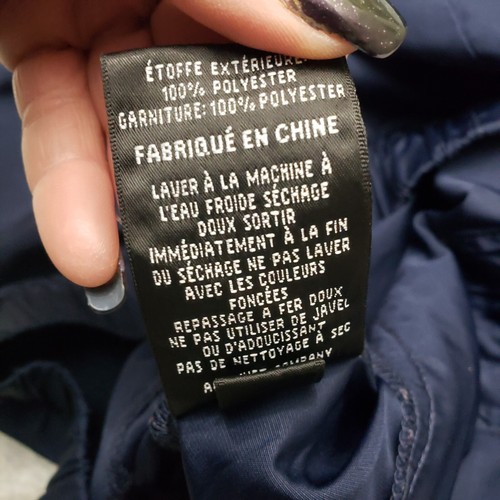 ÉTOFFE EXTÉRIEURE:
100% POLYESTER
GARNITURE: 100% POLYESTER
FABRIQUÉ EN CHINE
LAVER À LA MACHINE À
L'EAU FROIDE SÉCHAGE
DOUX SORTIR
IMMÉDIATEMENT À LA FIN
DU SÉCHAGE NE PAS LAVER
AVEC LES COULEURS
FONCÉES
REPASSAGE A FER DOUX
NE PAS UTILISER DE JAVEL
OU D'ADOUCISSANT
PAS DE NETTOYAGE À SEC
COMPANY